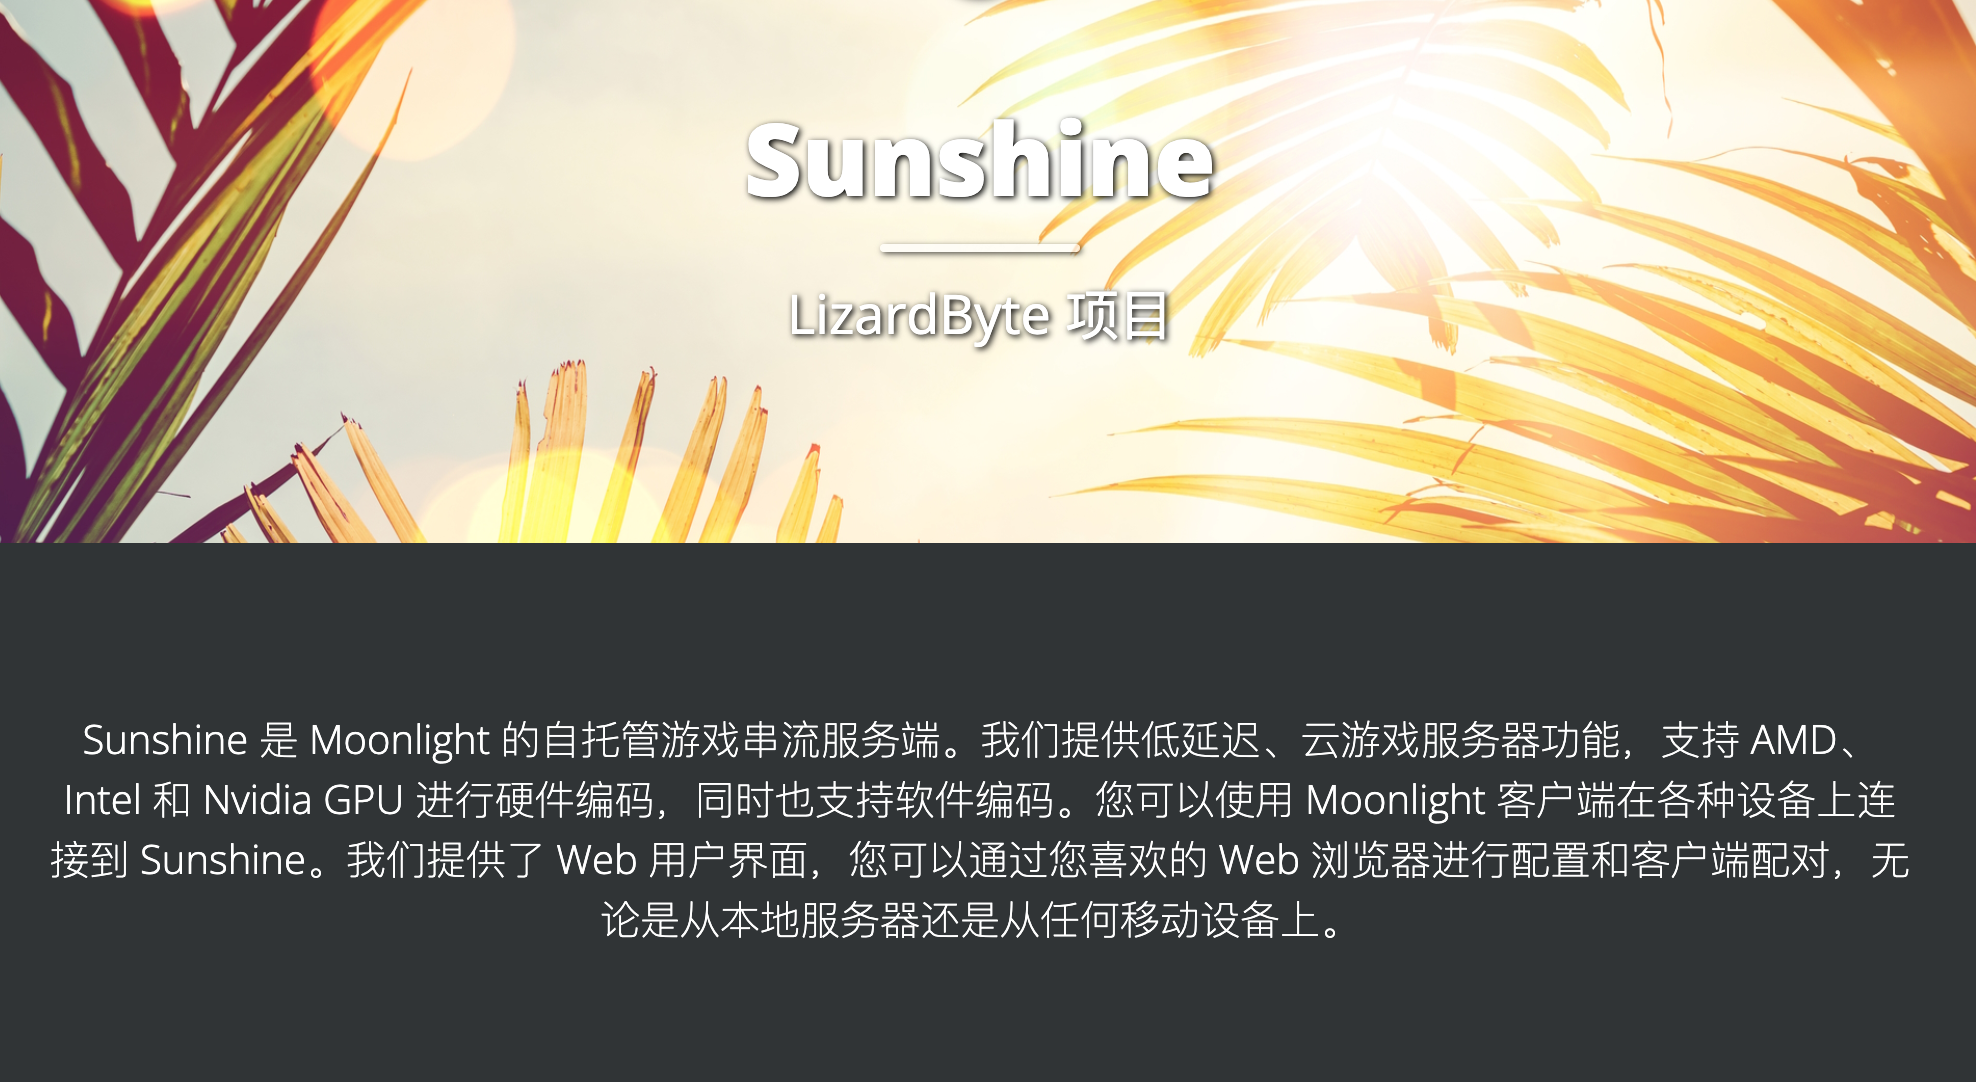 Sunshine
LizardByte 项目
Sunshine 是 Moonlight 的自托管游戏串流服务端。我们提供低延迟、云游戏服务器功能，支持 AMD、
Intel 和 Nvidia GPU 进行硬件编码，同时也支持软件编码。您可以使用 Moonlight 客户端在各种设备上连
接到 Sunshine。我们提供了 Web 用户界面，您可以通过您喜欢的 Web 浏览器进行配置和客户端配对，无
论是从本地服务器还是从任何移动设备上。